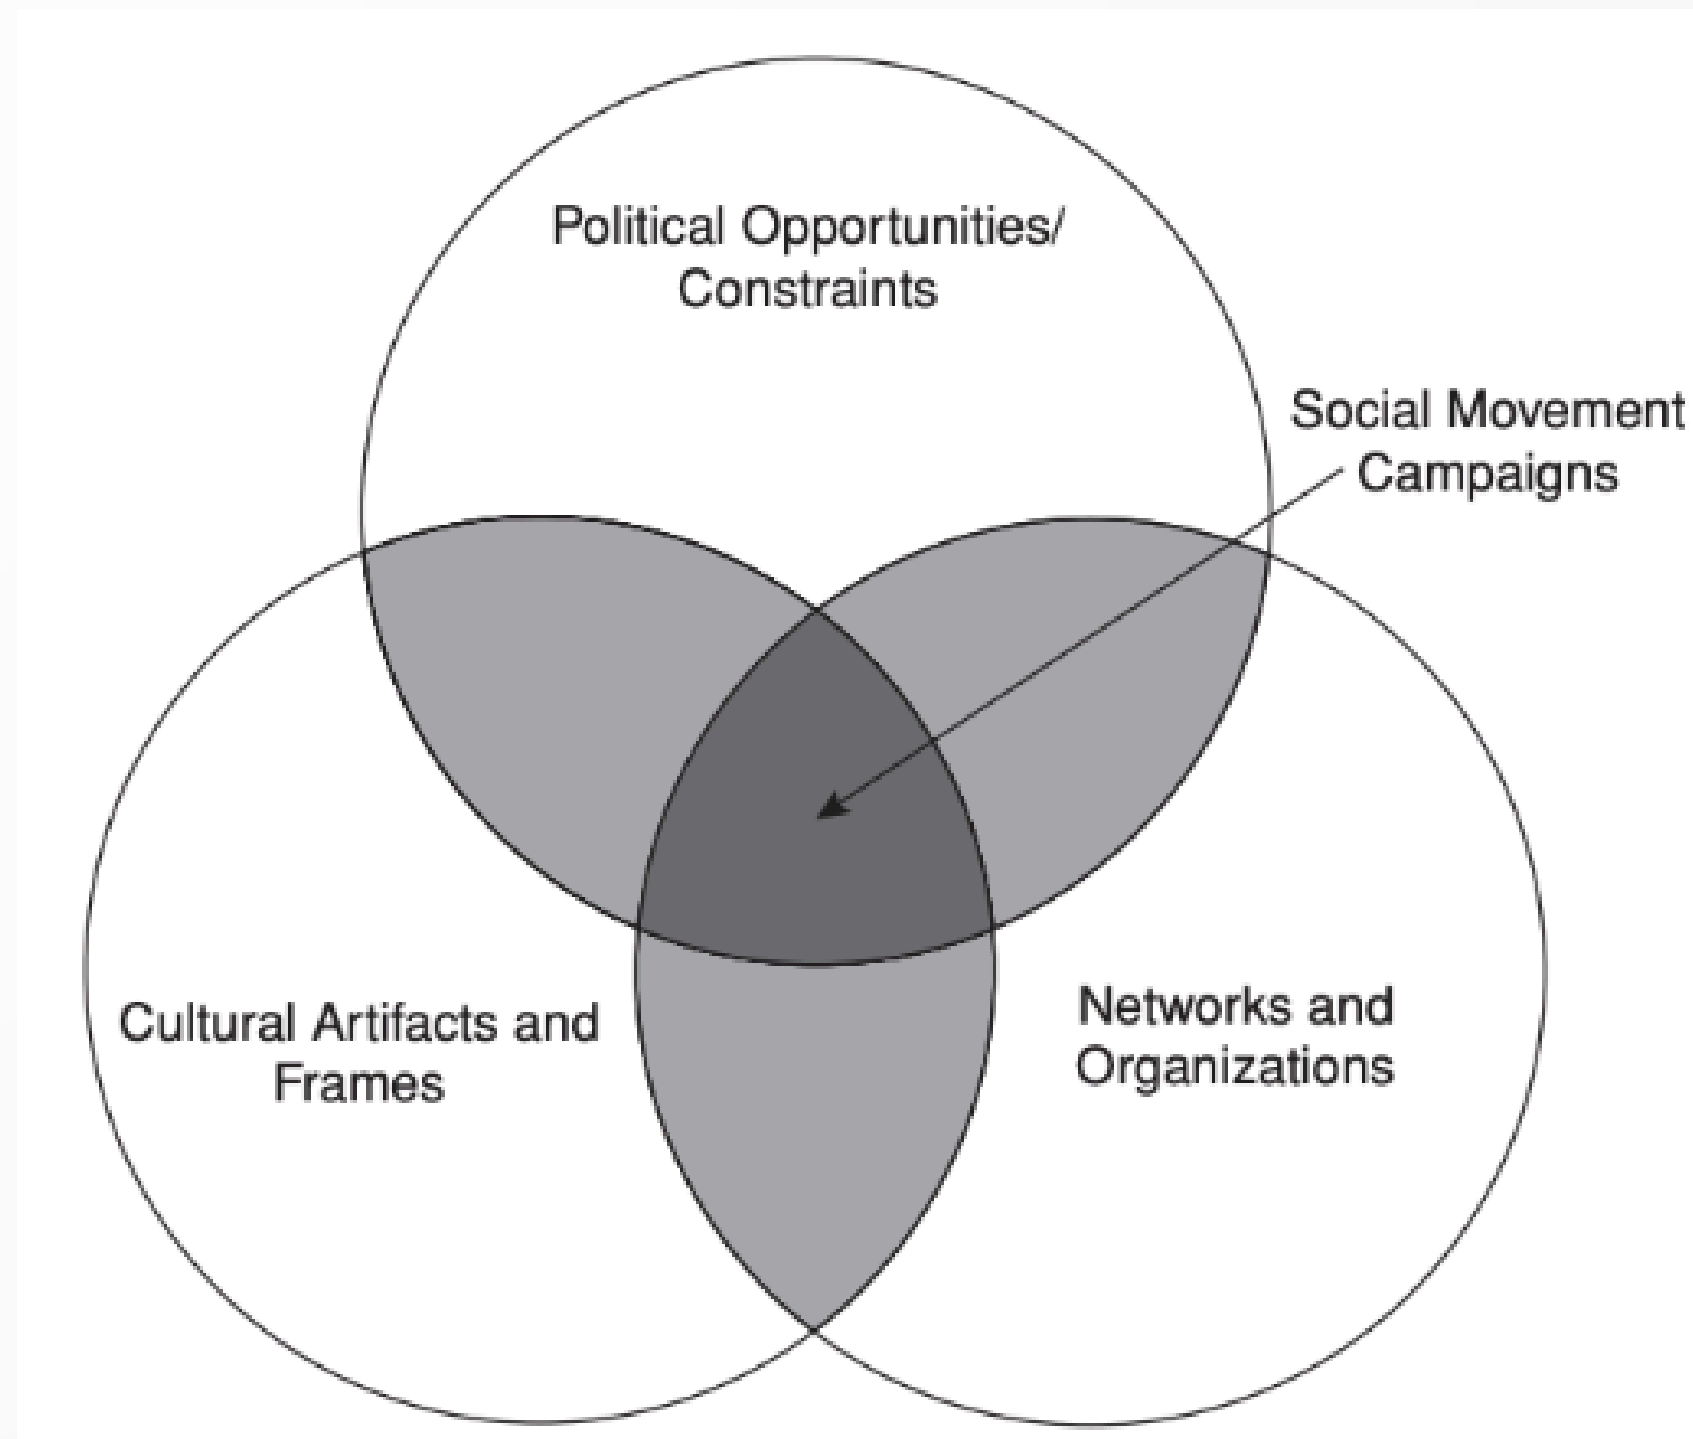 Political Opportunities/
Constraints
Social Movement
Campaigns
Cultural Artifacts and
Frames
Networks and
Organizations